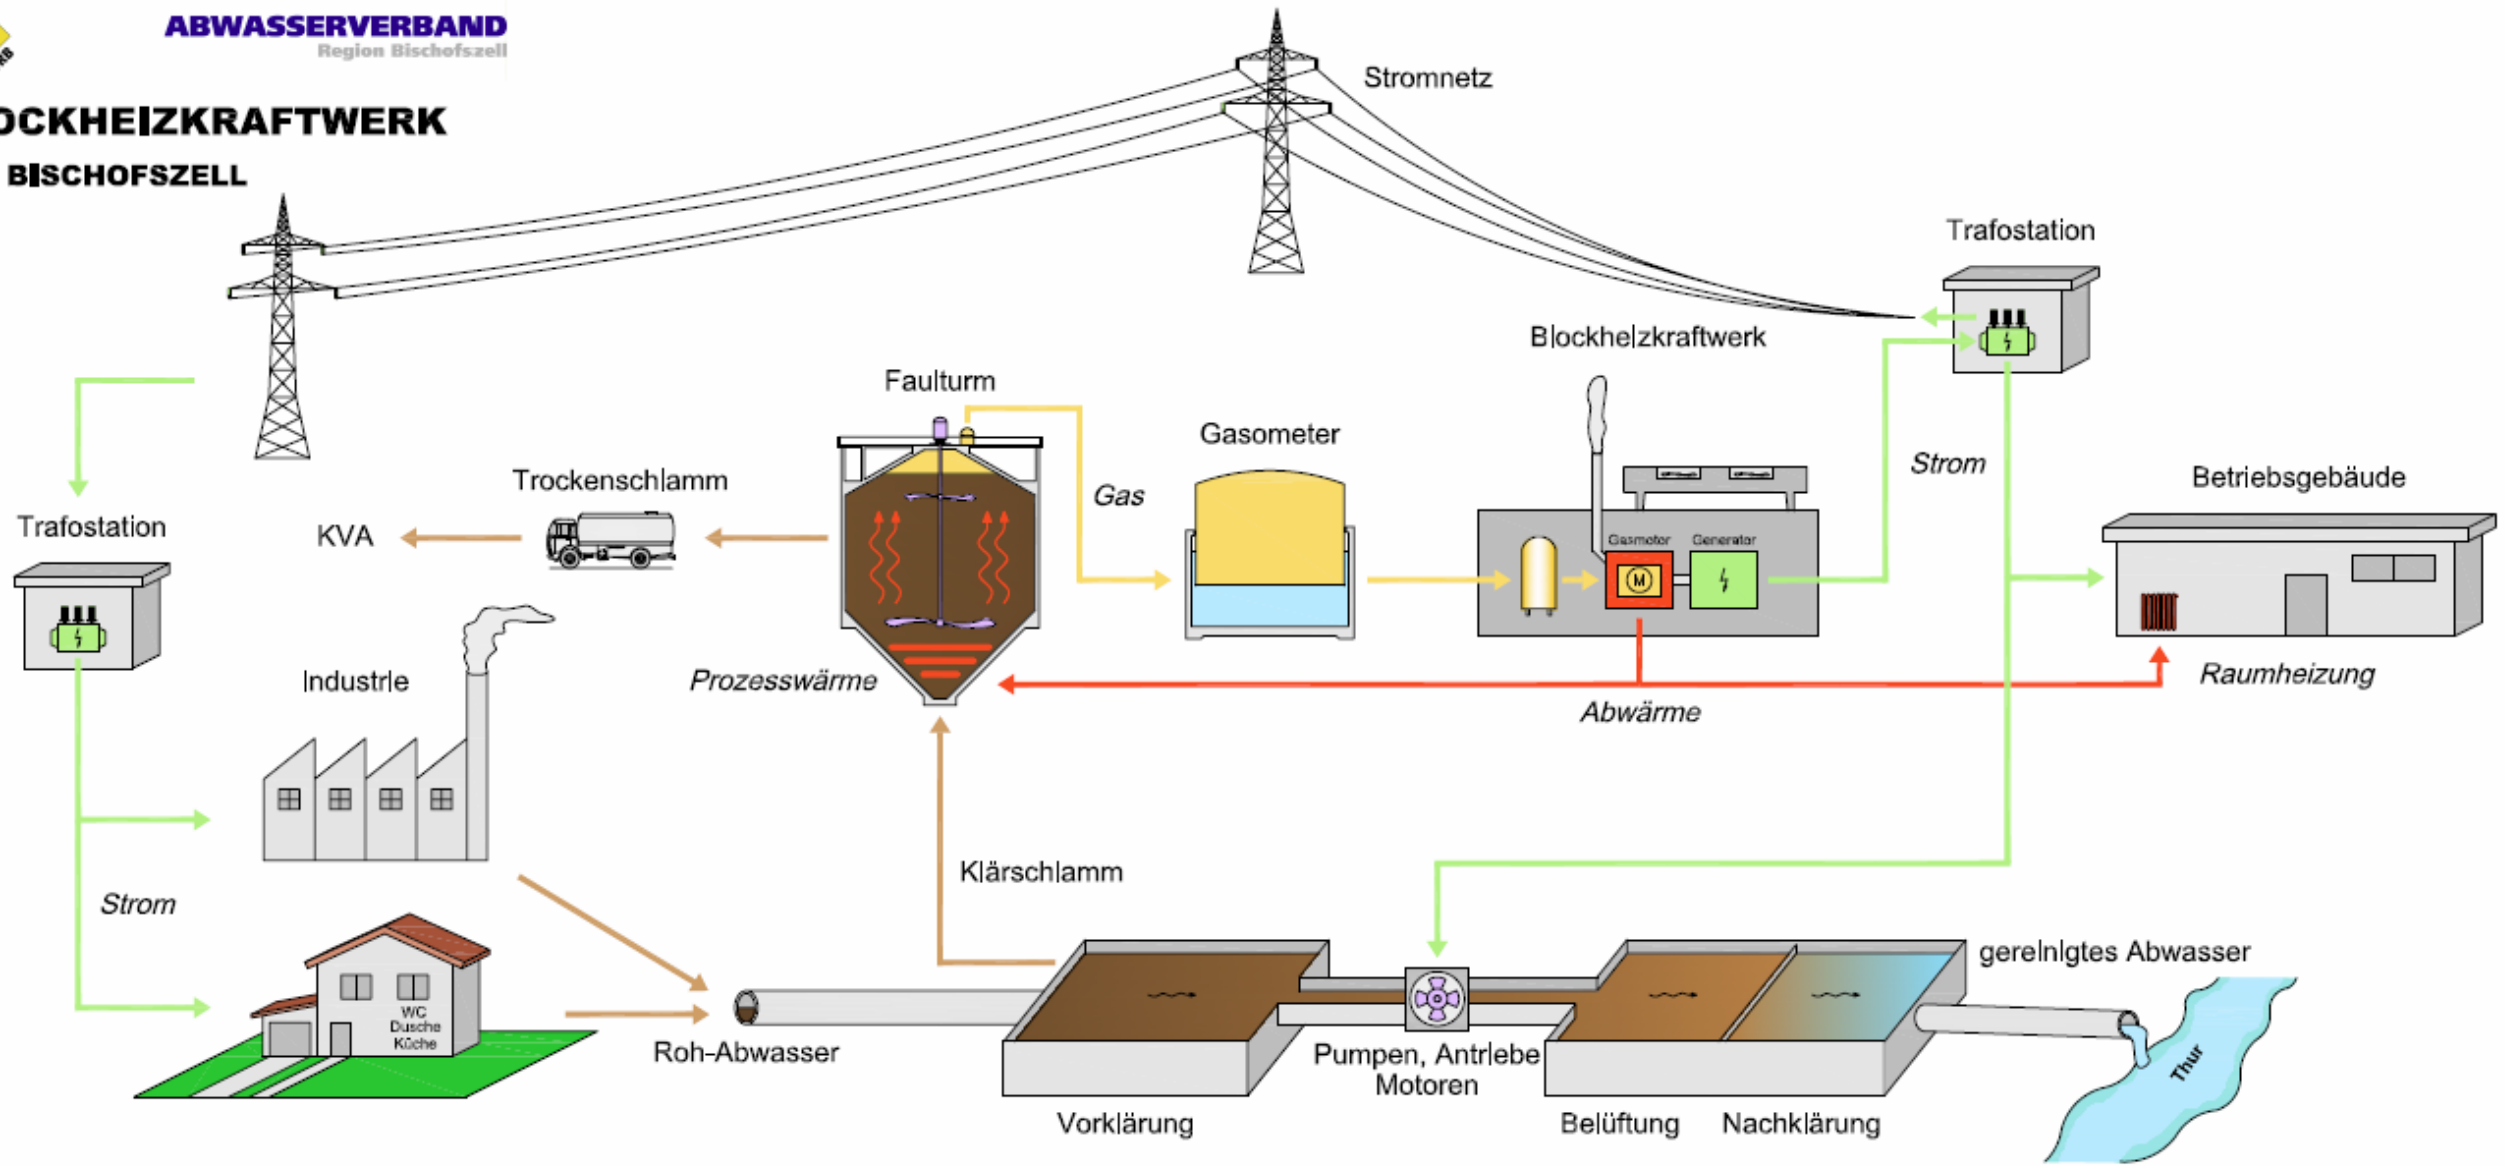 ABWASSERVERBAND
Region Bischofszell
OCKHEIZKRAFTWERK
BISCHOFSZELL
Stromnetz
Trafostation
Blockheizkraftwerk
Faulturm
Gasometer
Strom
Betriebsgebäude
Trockenschlamm
Gas
Trafostation
KVA
Gasmotor
Generator
M
Industrie
Prozesswärme
Raumheizung
Abwärme
Klärschlamm
Strom
gereinigtes Abwasser
WC
Dusche
Küche
Roh-Abwasser
Pumpen, Antriebe
Motoren
Thur
Vorklärung
Belüftung
Nachklärung